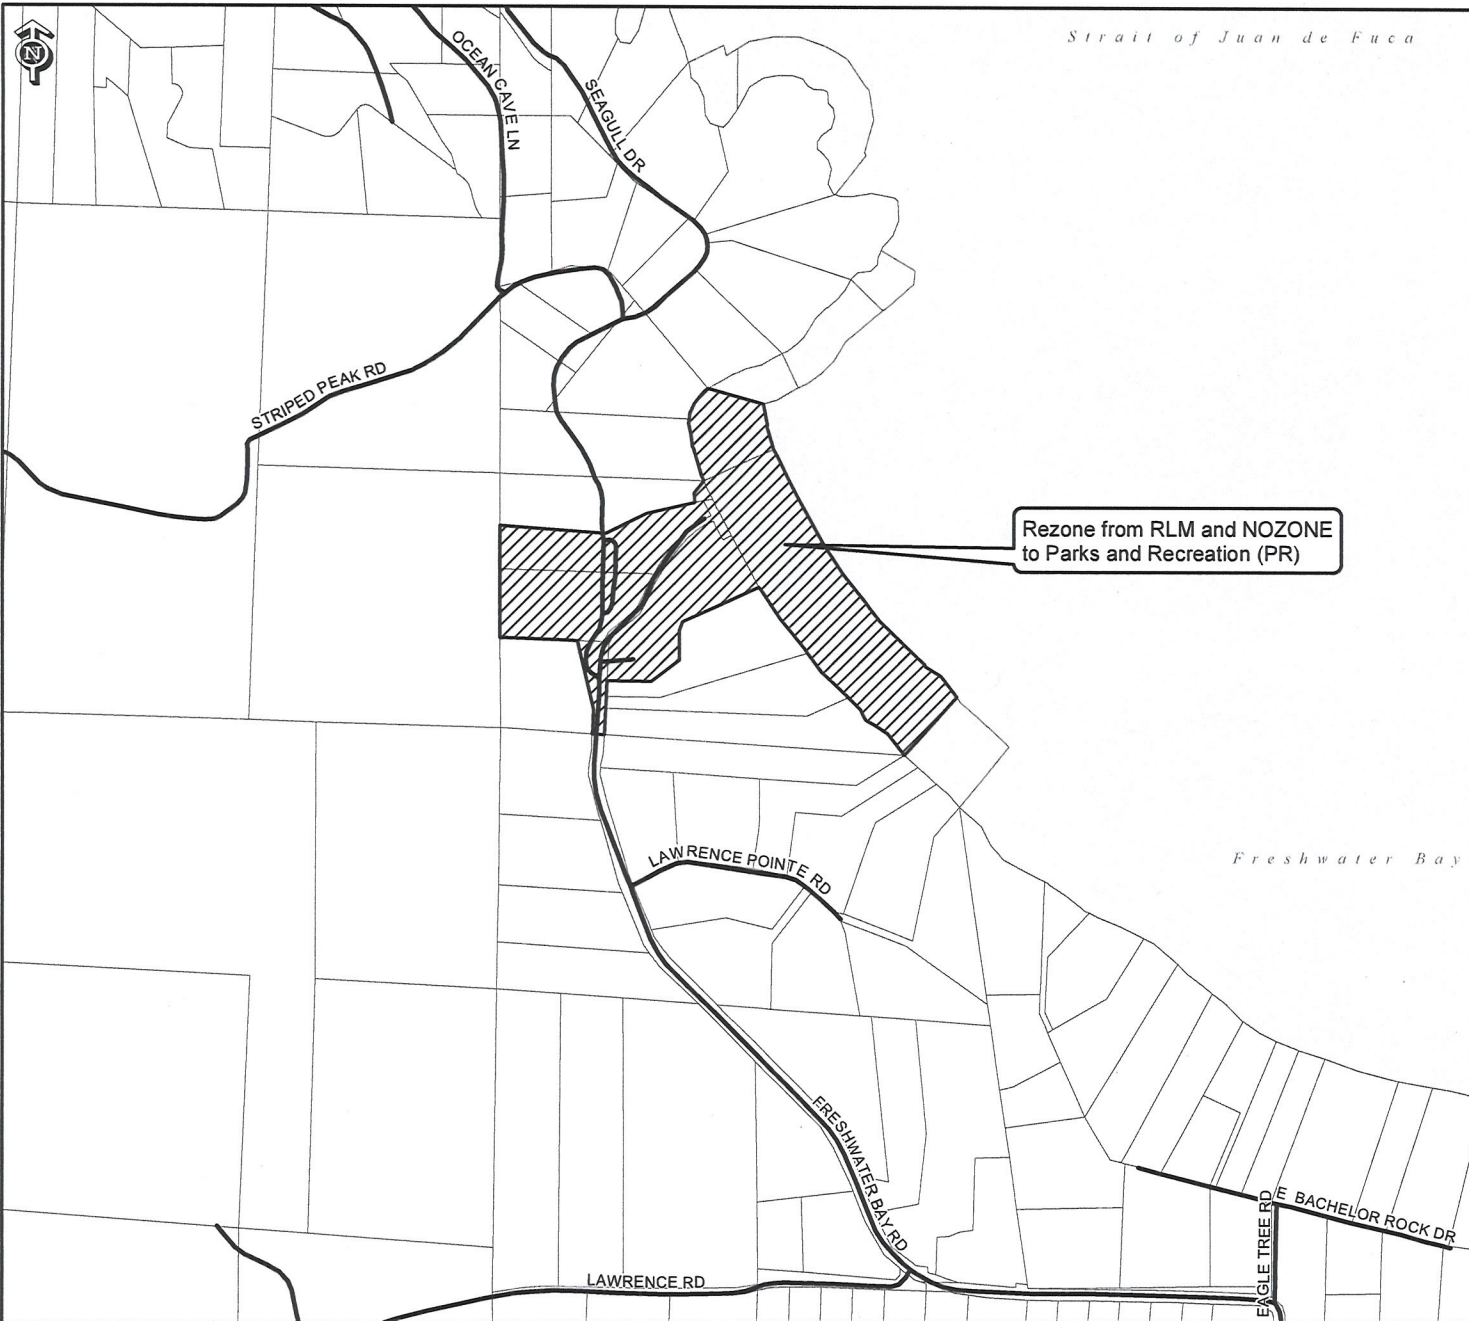 Strait of Juan de Fuca
N
OCEAN CAVE LN
SEAGULL DR
STRIPED PEAK RD
Rezone from RLM and NOZONE
to Parks and Recreation (PR)
Freshwater Bay
LAWRENCE POINTE RD
FRESHWATER BAY RD
E BACHELOR ROCK DR
EAGLE TREE RD
LAWRENCE RD